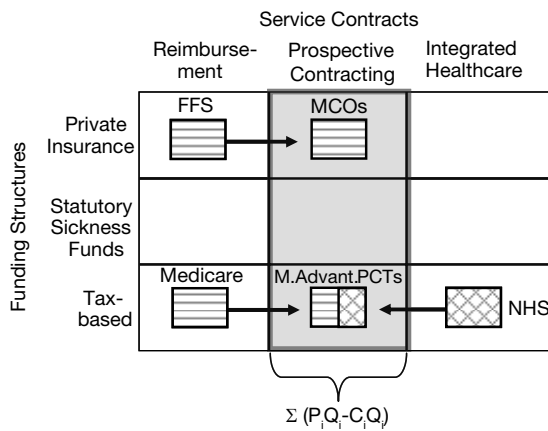 Service Contracts
Reimburse-
ment
Prospective
Contracting
Integrated
Healthcare
Funding Structures
Private
Insurance
FFS
MCOs
Statutory
Sickness
Funds
Tax-
based
Medicare
M.Advant.PCTs
NHS
Σ (PᵢQᵢ-CᵢQᵢ)